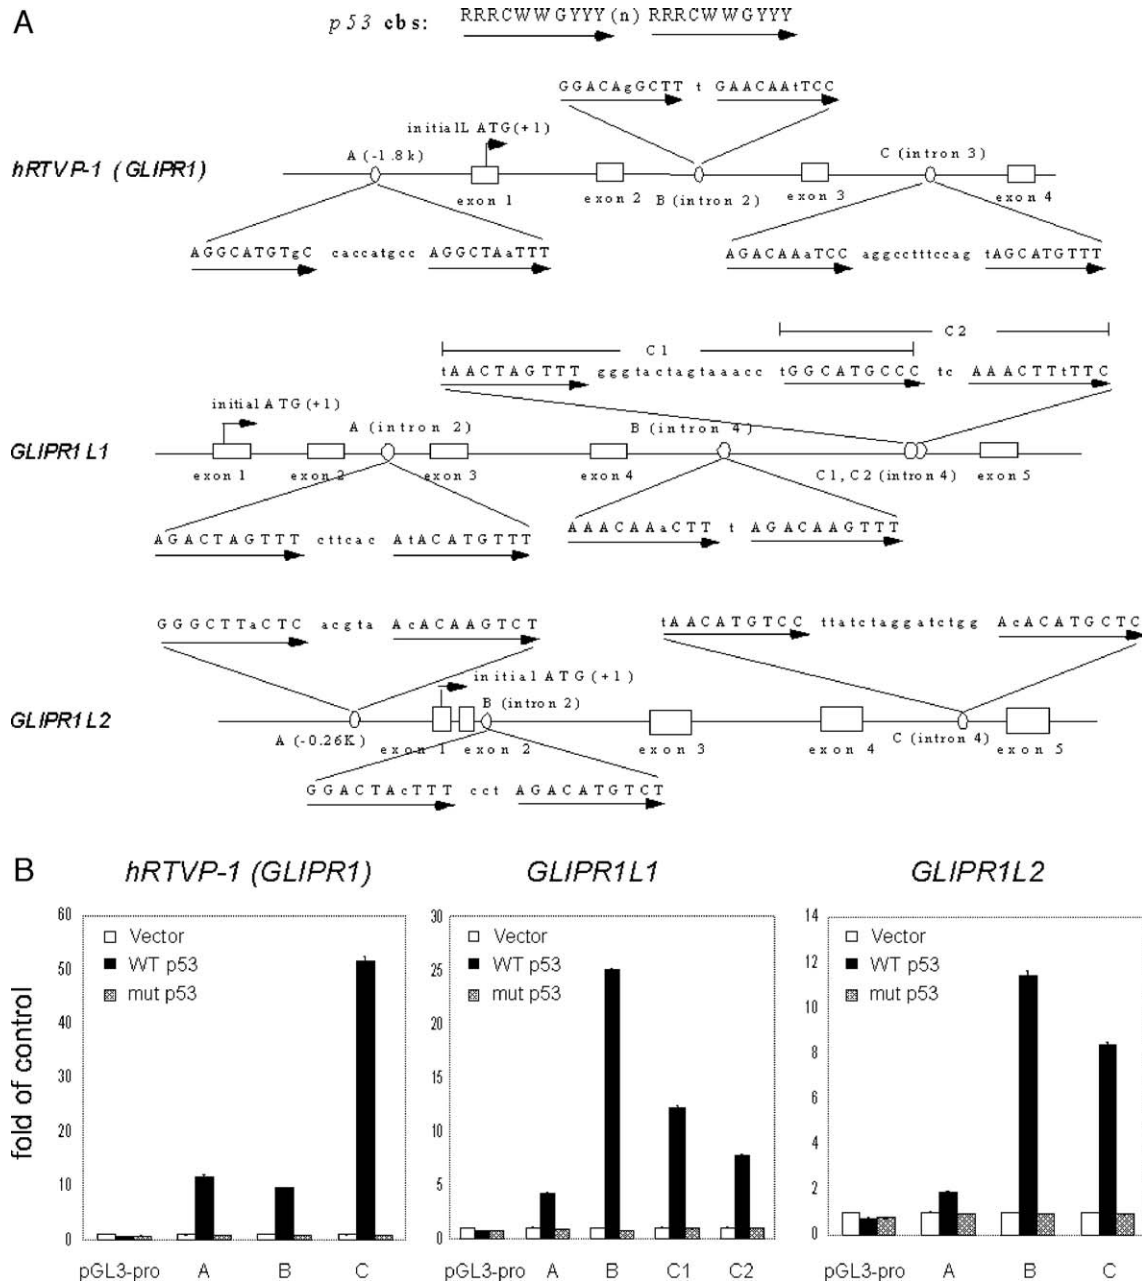 A
p53 cbs: RRRCWWGYYY(n) RRRCWWGYYY
GGACAgGCTT t GAACAAtTCC
initialL ATG(+1)
A (-1.8k)
C (intron 3)
hRTVP-1 (GLIPR1)
exon 1
exon 2
B (intron 2)
exon 3
exon 4
AGGCATGTgC caccatgcc AGGCTAaTTT
AGACAAaTCC aggcctttccag tAGCATGTTT
C2
C1
tAACTAGTTT gggtactagtaaacc tGGCATGCCC tc AAACTTtTTC
initial ATG(+1)
A (intron 2)
B (intron 4)
GLIPR1L1
exon 1
exon 2
exon 3
exon 4
C1, C2 (intron 4)
exon 5
AGACTAGTTT cttcac AtACATGTTT
AAACAAaCTT t AGACAAGTTT
GGGCTTaCTC acgta AcACAAGTCT
tAACATGTCC ttatctaggatctgg AcACATGCTC
initial ATG(+1)
B (intron 2)
GLIPR1L2
A (-0.26K)
exon 1
exon 2
exon 3
exon 4
C (intron 4)
exon 5
GGACTAcTTT cct AGACATGTCT
B
hRTVP-1 (GLIPR1)
GLIPR1L1
GLIPR1L2
fold of control
60
50
40
30
20
10
0
Vector
WT p53
mut p53
pGL3-pro A B C
30
25
20
15
10
5
0
Vector
WT p53
mut p53
pGL3-pro A B C1 C2
14
12
10
8
6
4
2
0
Vector
WT p53
mut p53
pGL3-pro A B C